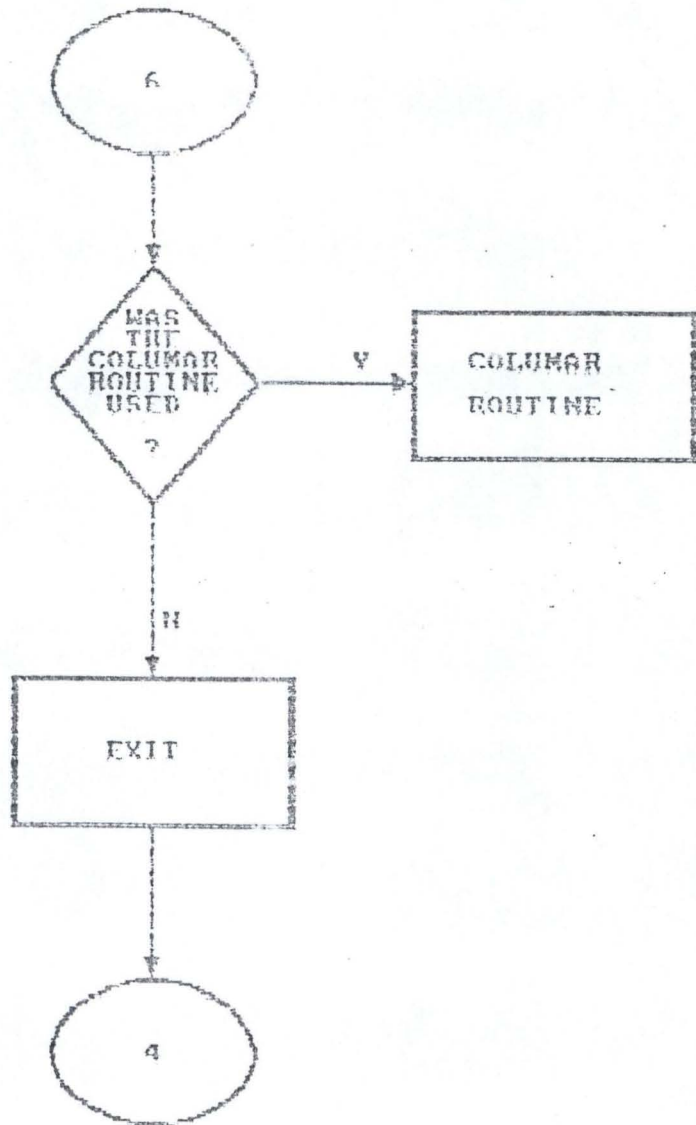 6
WAS
THE
COLUMAR
ROUTINE
USED
?
Y
COLUMAR
ROUTINE
N
EXIT
4